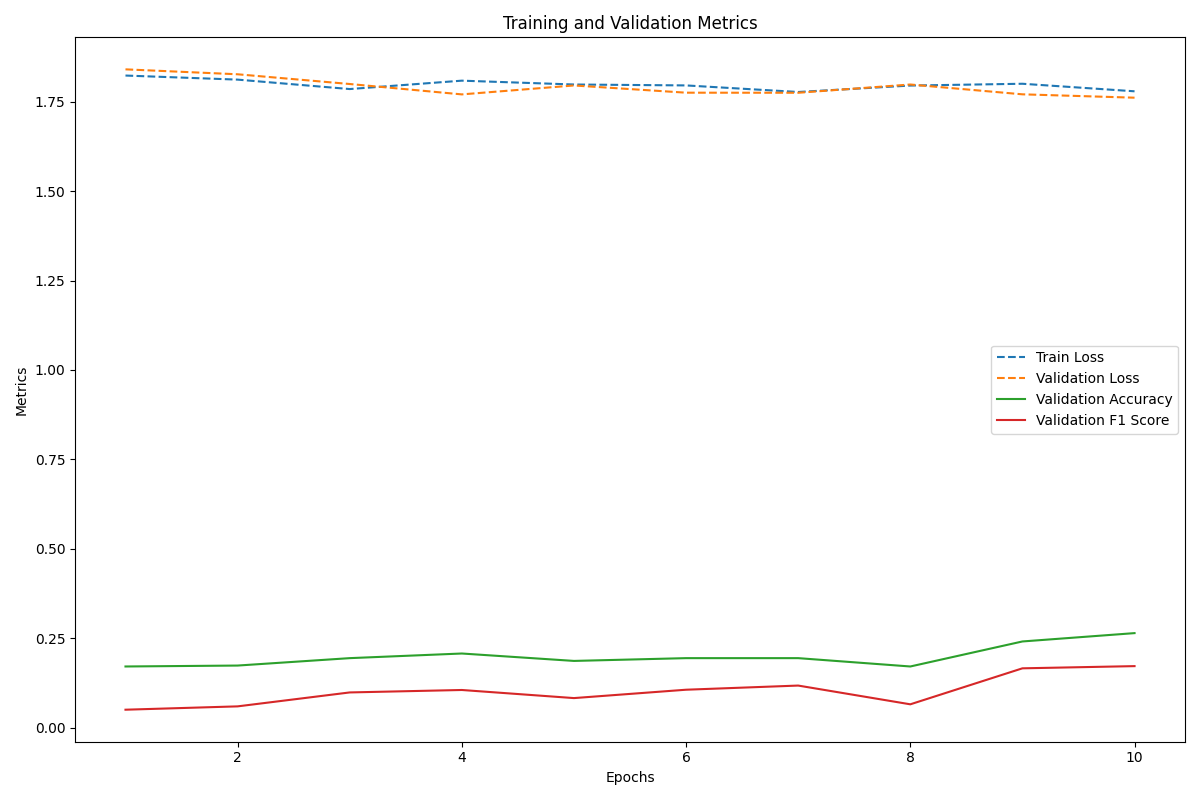 Training and Validation Metrics
Metrics
1.75
1.50
1.25
1.00
0.75
0.50
0.25
0.00
Train Loss
Validation Loss
Validation Accuracy
Validation F1 Score
2
4
6
8
10
Epochs